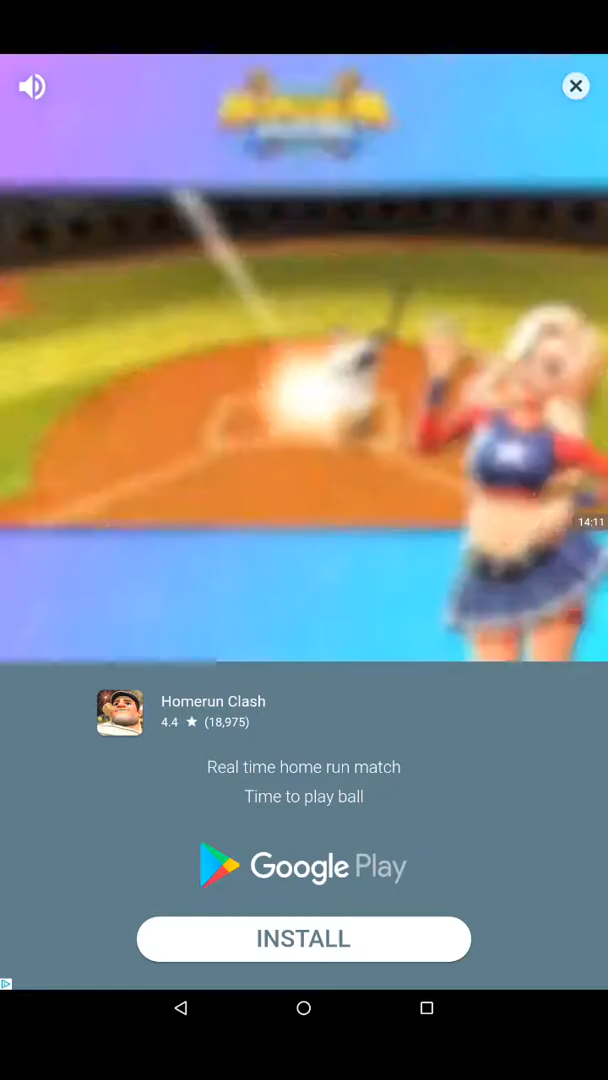 14:11
Homerun Clash
4.4 ★ (18,975)
Real time home run match
Time to play ball
Google Play
INSTALL